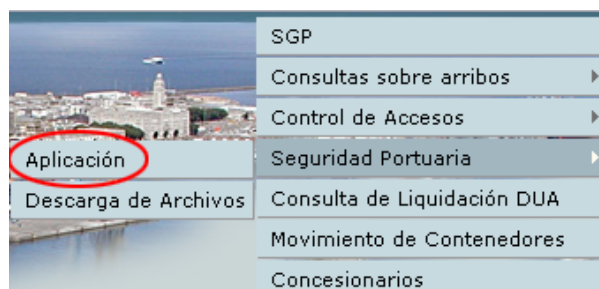 SGP
Consultas sobre arribos
Control de Accesos
Aplicación
Seguridad Portuaria
Descarga de Archivos
Consulta de Liquidación DUA
Movimiento de Contenedores
Concesionarios